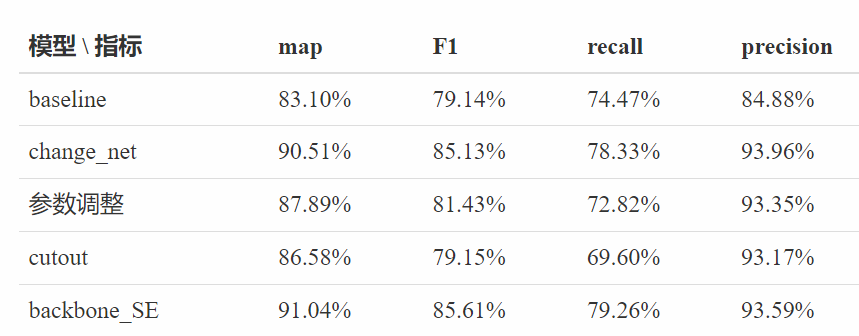 模型 \ 指标 map F1 recall precision
baseline 83.10% 79.14% 74.47% 84.88%
change_net 90.51% 85.13% 78.33% 93.96%
参数调整 87.89% 81.43% 72.82% 93.35%
cutout 86.58% 79.15% 69.60% 93.17%
backbone_SE 91.04% 85.61% 79.26% 93.59%